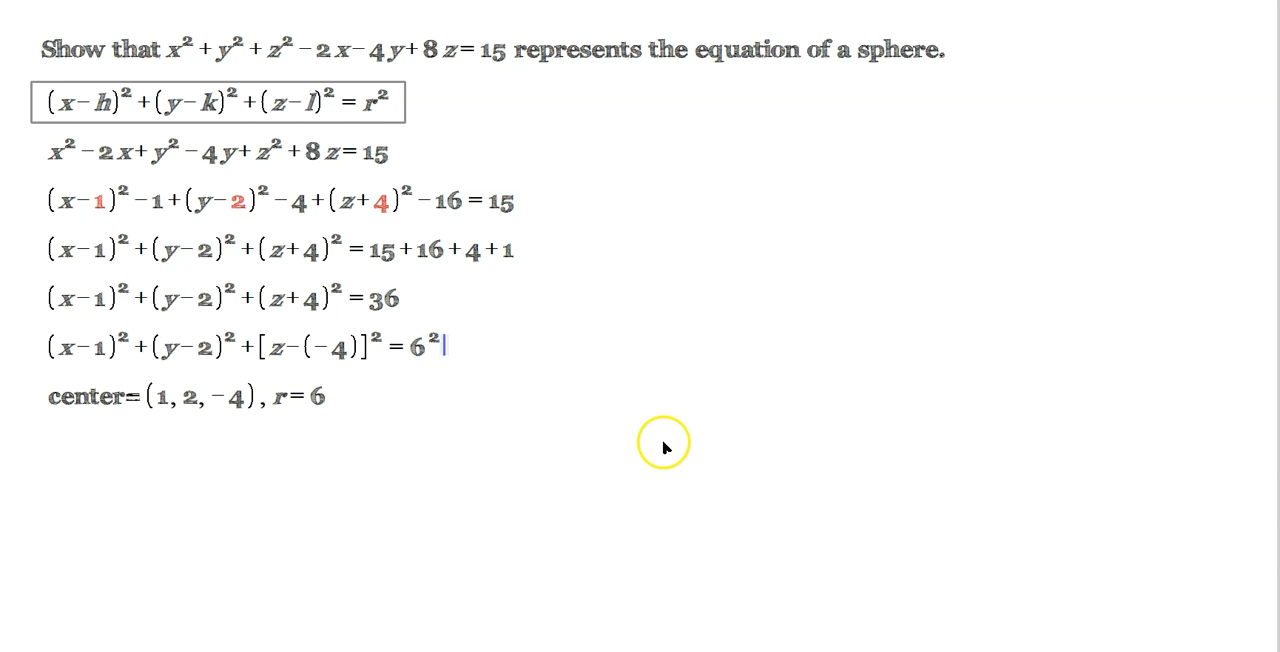 Show that x² + y² + z² − 2x − 4y + 8z = 15 represents the equation of a sphere.
(x − h)² + (y − k)² + (z − l)² = r²
x² − 2x + y² − 4y + z² + 8z = 15
(x − 1)² − 1 + (y − 2)² − 4 + (z + 4)² − 16 = 15
(x − 1)² + (y − 2)² + (z + 4)² = 15 + 16 + 4 + 1
(x − 1)² + (y − 2)² + (z + 4)² = 36
(x − 1)² + (y − 2)² + [z − (−4)]² = 6²
center = (1, 2, −4), r = 6